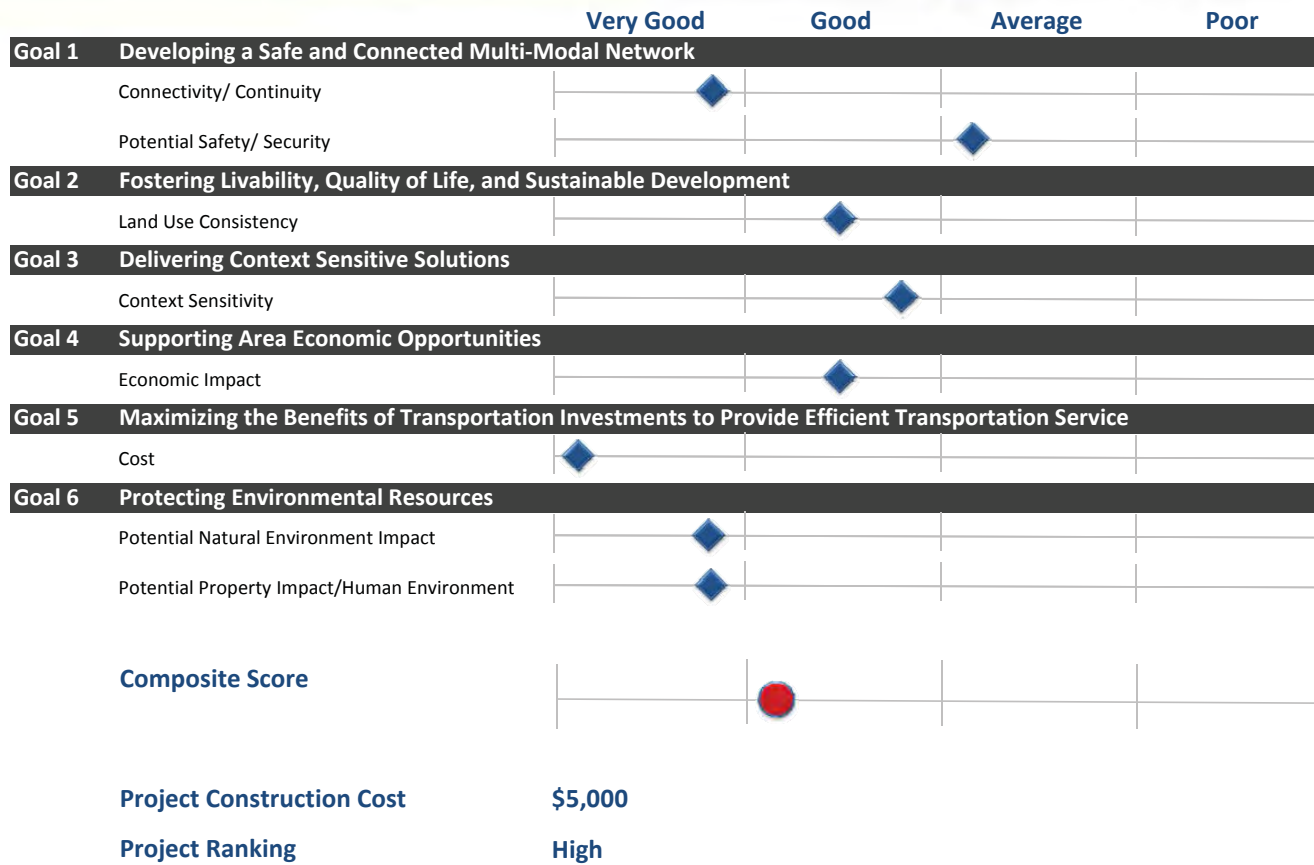 Very Good Good Average Poor
Goal 1 Developing a Safe and Connected Multi-Modal Network
Connectivity/ Continuity
Potential Safety/ Security
Goal 2 Fostering Livability, Quality of Life, and Sustainable Development
Land Use Consistency
Goal 3 Delivering Context Sensitive Solutions
Context Sensitivity
Goal 4 Supporting Area Economic Opportunities
Economic Impact
Goal 5 Maximizing the Benefits of Transportation Investments to Provide Efficient Transportation Service
Cost
Goal 6 Protecting Environmental Resources
Potential Natural Environment Impact
Potential Property Impact/Human Environment
Composite Score
Project Construction Cost $5,000
Project Ranking High